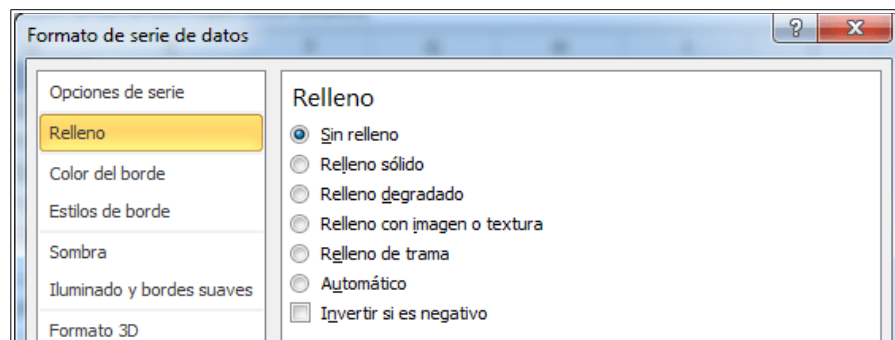 Formato de serie de datos
?
X
Opciones de serie
Relleno
Color del borde
Estilos de borde
Sombra
Iluminado y bordes suaves
Formato 3D
Relleno
Sin relleno
Relleno sólido
Relleno degradado
Relleno con imagen o textura
Relleno de trama
Automático
Invertir si es negativo